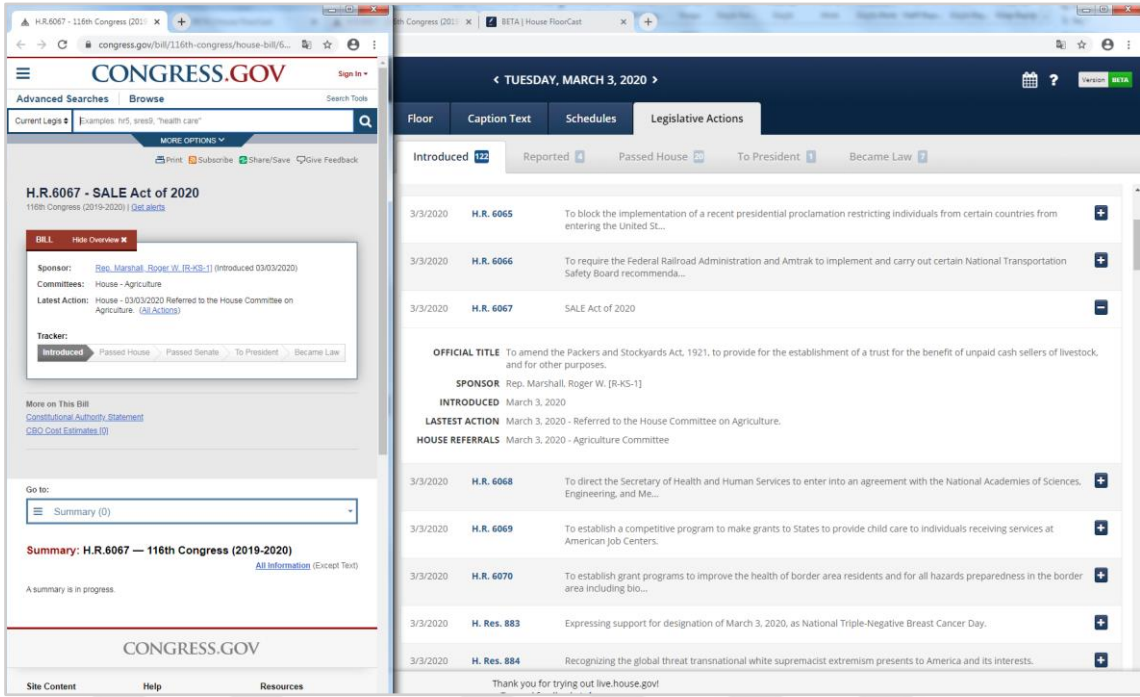 H.R.6067 - 116th Congress (201
congress.gov/bill/116th-congress/house-bill/6...
CONGRESS.GOV
Sign In
Advanced Searches Browse
Search Tools
Current Legis
Examples: hr5, sres9, "health care"
MORE OPTIONS
Print Subscribe Share/Save Give Feedback
H.R.6067 - SALE Act of 2020
116th Congress (2019-2020) | Get alerts
BILL Hide Overview
Sponsor: Rep. Marshall, Roger W. [R-KS-1] (Introduced 03/03/2020)
Committees: House - Agriculture
Latest Action: House - 03/03/2020 Referred to the House Committee on
Agriculture. (All Actions)
Tracker:
Introduced Passed House Passed Senate To President Became Law
More on This Bill
Constitutional Authority Statement
CBO Cost Estimates [0]
Go to:
Summary (0)
Summary: H.R.6067 — 116th Congress (2019-2020)
All Information (Except Text)
A summary is in progress.
CONGRESS.GOV
Site Content Help Resources
th Congress (201
BETA | House FloorCast
< TUESDAY, MARCH 3, 2020 >
? Version BETA
Floor Caption Text Schedules Legislative Actions
Introduced 122 Reported 4 Passed House 20 To President 1 Became Law
3/3/2020 H.R. 6065 To block the implementation of a recent presidential proclamation restricting individuals from certain countries from
entering the United St...
3/3/2020 H.R. 6066 To require the Federal Railroad Administration and Amtrak to implement and carry out certain National Transportation
Safety Board recommenda...
3/3/2020 H.R. 6067 SALE Act of 2020
OFFICIAL TITLE To amend the Packers and Stockyards Act, 1921, to provide for the establishment of a trust for the benefit of unpaid cash sellers of livestock,
and for other purposes.
SPONSOR Rep. Marshall, Roger W. [R-KS-1]
INTRODUCED March 3, 2020
LASTEST ACTION March 3, 2020 - Referred to the House Committee on Agriculture.
HOUSE REFERRALS March 3, 2020 - Agriculture Committee
3/3/2020 H.R. 6068 To direct the Secretary of Health and Human Services to enter into an agreement with the National Academies of Sciences,
Engineering, and Me...
3/3/2020 H.R. 6069 To establish a competitive program to make grants to States to provide child care to individuals receiving services at
American Job Centers.
3/3/2020 H.R. 6070 To establish grant programs to improve the health of border area residents and for all hazards preparedness in the border
area including bio...
3/3/2020 H. Res. 883 Expressing support for designation of March 3, 2020, as National Triple-Negative Breast Cancer Day.
3/3/2020 H. Res. 884 Recognizing the global threat transnational white supremacist extremism presents to America and its interests.
Thank you for trying out live.house.gov!